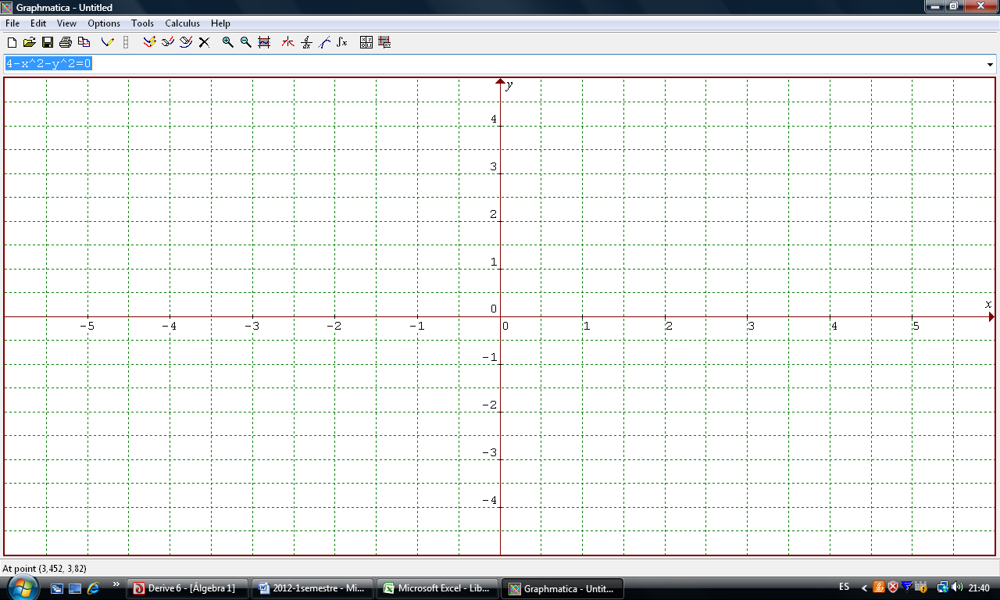 Graphmatica - Untitled
File Edit View Options Tools Calculus Help
4-x^2-y^2=0
y
4
3
2
1
0
x
-5 -4 -3 -2 -1 0 1 2 3 4 5
-1
-2
-3
-4
At point (3,452, 3,82)
Derive 6 - [Álgebra 1] 2012-1semestre - Mi... Microsoft Excel - Lib... Graphmatica - Untit... ES 21:40